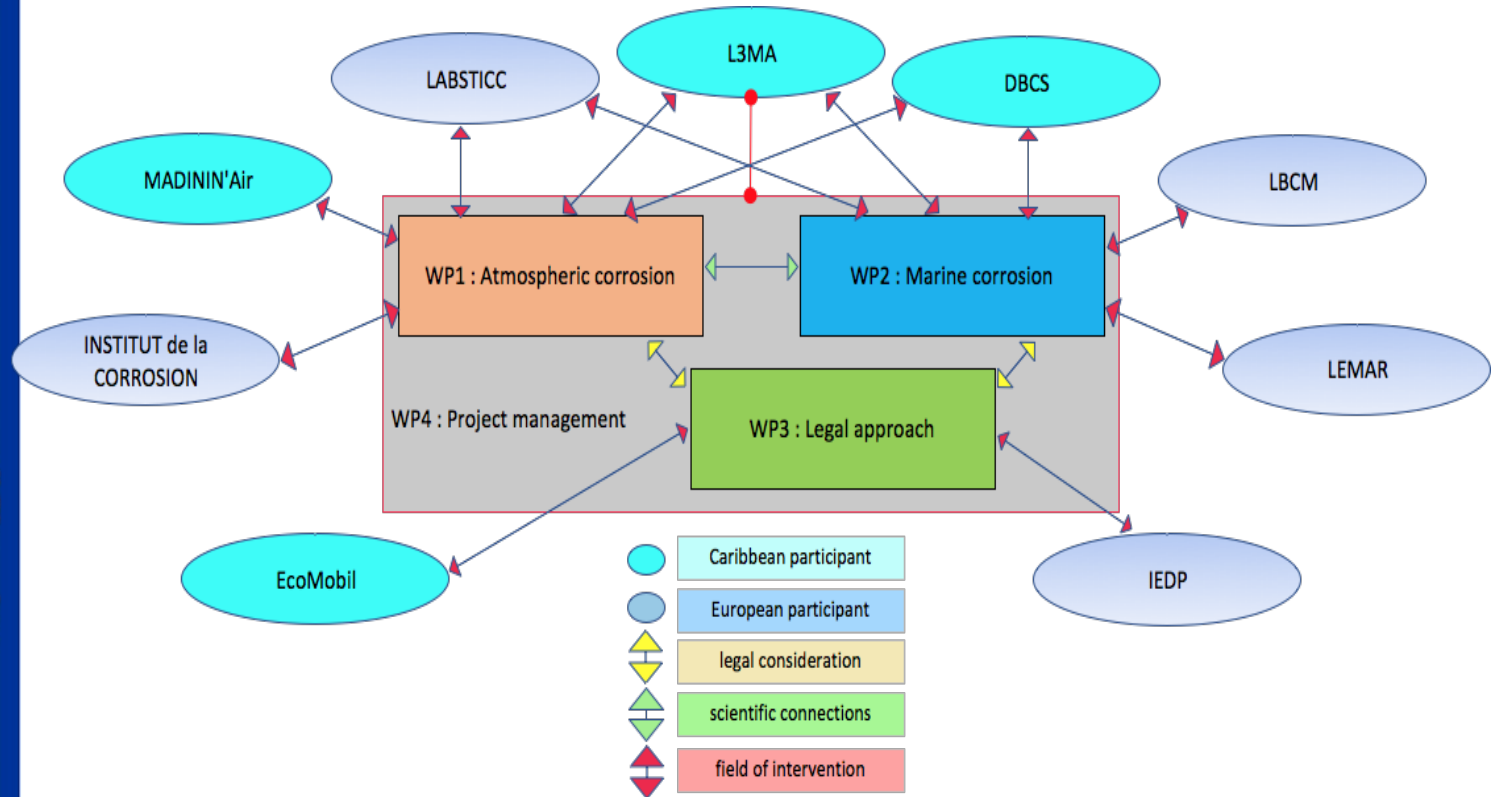 L3MA
LABSTICC
DBCS
MADININ'Air
LBCM
WP1 : Atmospheric corrosion
WP2 : Marine corrosion
INSTITUT de la
CORROSION
LEMAR
WP4 : Project management
WP3 : Legal approach
EcoMobil
IEDP
Caribbean participant
European participant
legal consideration
scientific connections
field of intervention